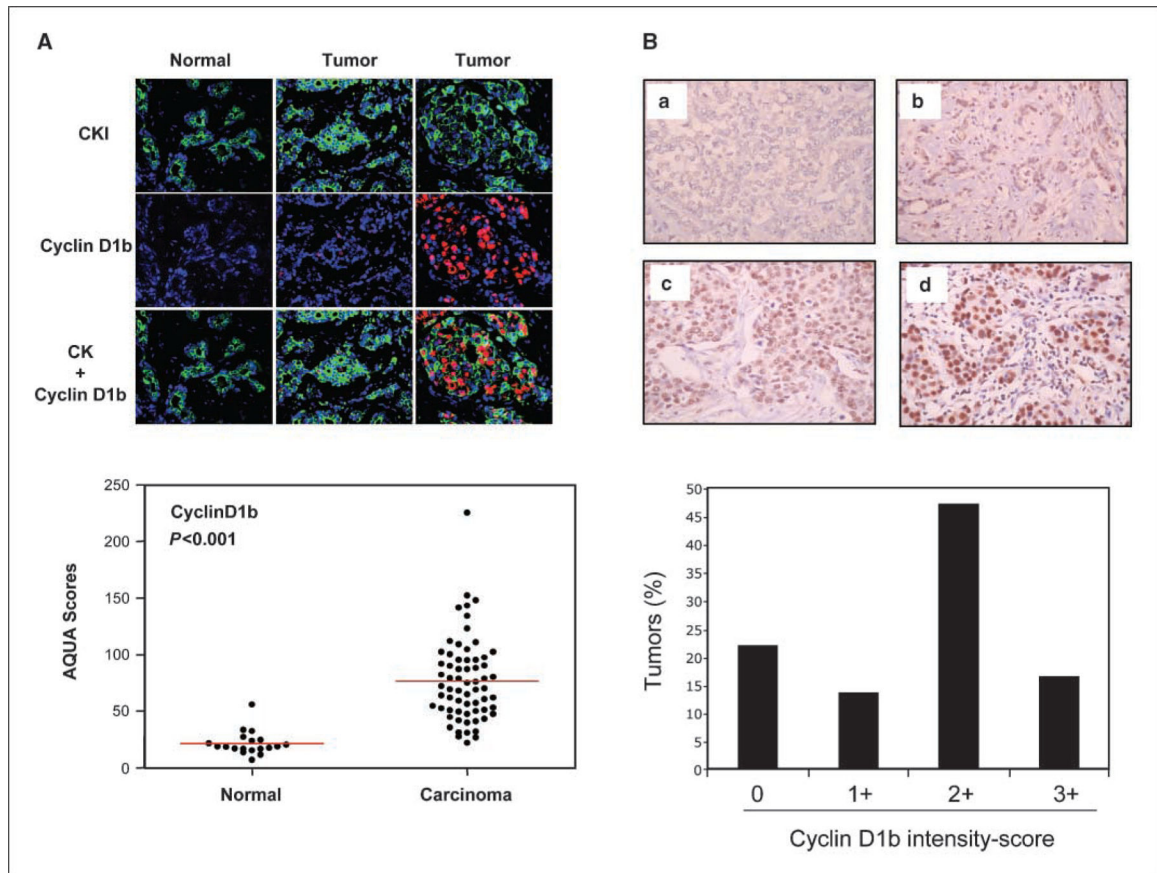 A
Normal
Tumor
Tumor
CKI
Cyclin D1b
CK
+
Cyclin D1b
250
200
150
100
50
0
AQUA Scores
CyclinD1b
P<0.001
Normal
Carcinoma
B
a
b
c
d
50
45
40
35
30
25
20
15
10
5
0
Tumors (%)
0
1+
2+
3+
Cyclin D1b intensity-score